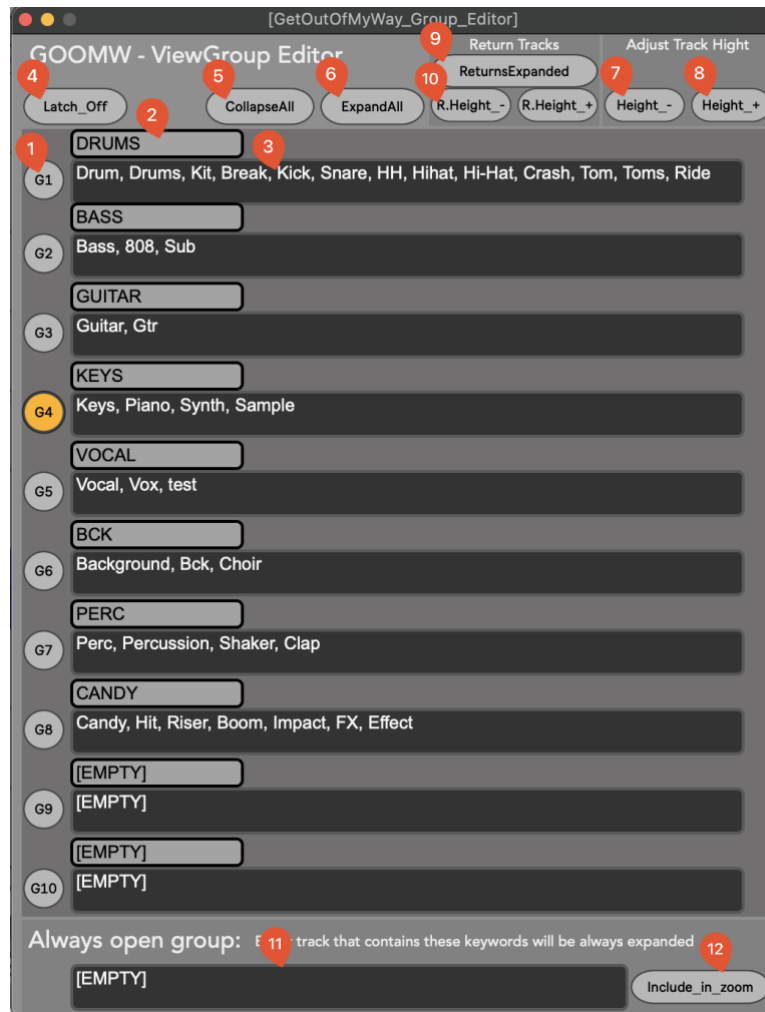 [GetOutOfMyWay_Group_Editor]
GOOMW - ViewGroup Editor
9
Return Tracks
Adjust Track Hight
ReturnsExpanded
4
5
6
10
7
8
Latch_Off
CollapseAll
ExpandAll
R.Height_-
R.Height_+
Height_-
Height_+
2
1
DRUMS
3
G1
Drum, Drums, Kit, Break, Kick, Snare, HH, Hihat, Hi-Hat, Crash, Tom, Toms, Ride
BASS
G2
Bass, 808, Sub
GUITAR
G3
Guitar, Gtr
KEYS
G4
Keys, Piano, Synth, Sample
VOCAL
G5
Vocal, Vox, test
BCK
G6
Background, Bck, Choir
PERC
G7
Perc, Percussion, Shaker, Clap
CANDY
G8
Candy, Hit, Riser, Boom, Impact, FX, Effect
[EMPTY]
G9
[EMPTY]
[EMPTY]
G10
[EMPTY]
Always open group:
11
track that contains these keywords will be always expanded
12
[EMPTY]
Include_in_zoom